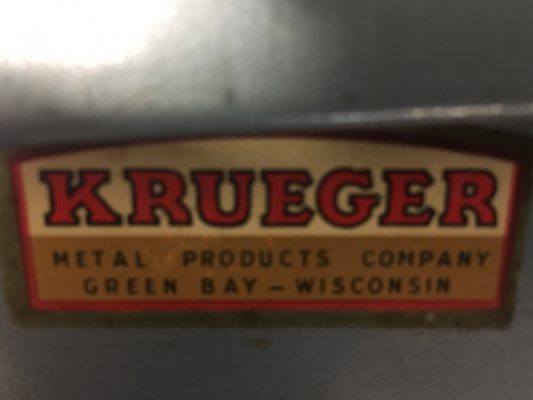 KRUEGER
METAL PRODUCTS COMPANY
GREEN BAY - WISCONSIN